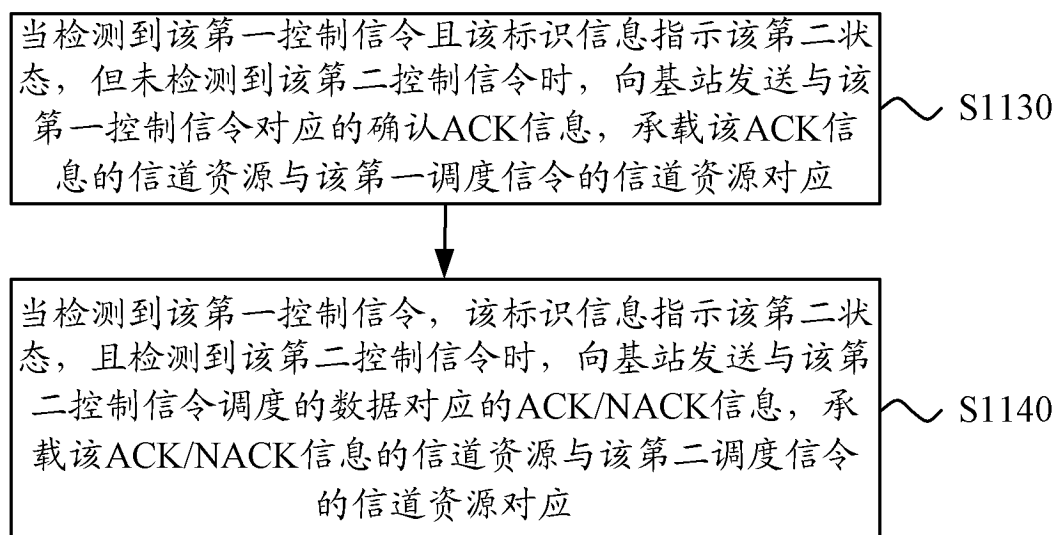 当检测到该第一控制信令且该标识信息指示该第二状
态，但未检测到该第二控制信令时，向基站发送与该
第一控制信令对应的确认ACK信息，承载该ACK信
息的信道资源与该第一调度信令的信道资源对应
S1130
当检测到该第一控制信令，该标识信息指示该第二状
态，且检测到该第二控制信令时，向基站发送与该第
二控制信令调度的数据对应的ACK/NACK信息，承
载该ACK/NACK信息的信道资源与该第二调度信令
的信道资源对应
S1140